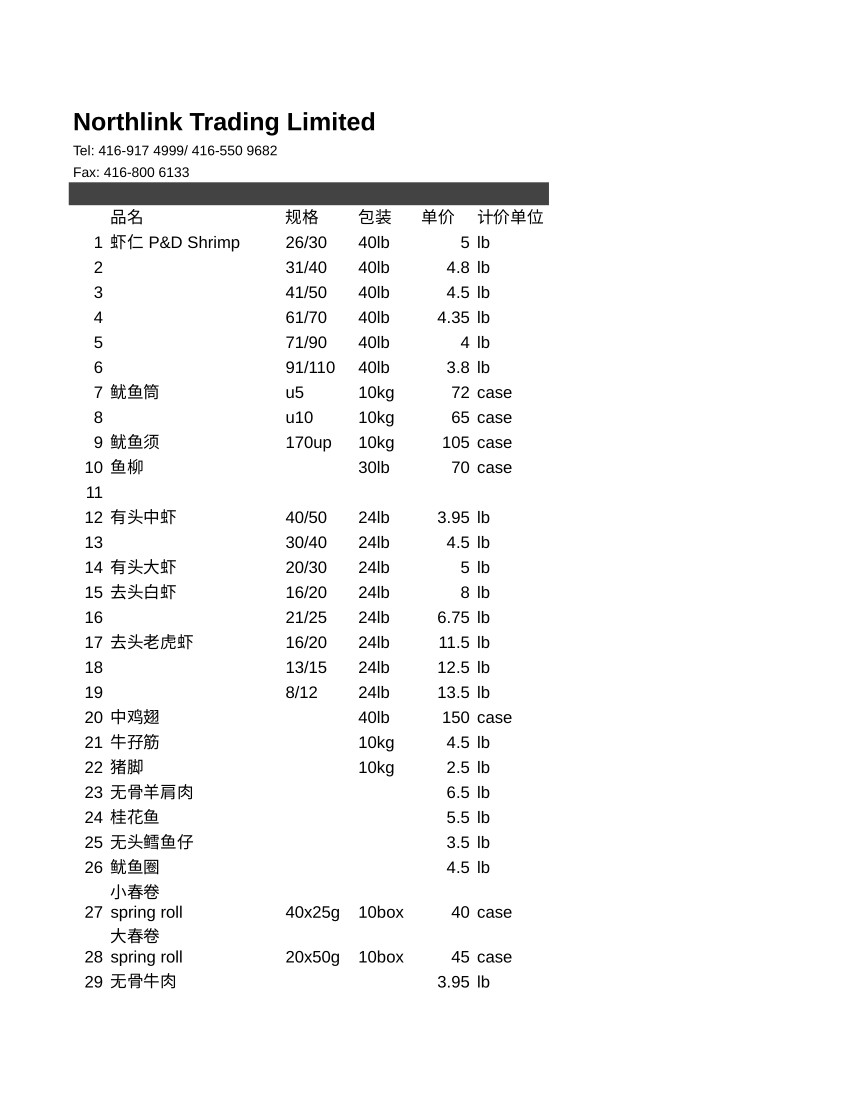 Northlink Trading Limited
Tel: 416-917 4999/ 416-550 9682
Fax: 416-800 6133
品名 规格 包装 单价 计价单位
1 虾仁 P&D Shrimp 26/30 40lb 5 lb
2 31/40 40lb 4.8 lb
3 41/50 40lb 4.5 lb
4 61/70 40lb 4.35 lb
5 71/90 40lb 4 lb
6 91/110 40lb 3.8 lb
7 鱿鱼筒 u5 10kg 72 case
8 u10 10kg 65 case
9 鱿鱼须 170up 10kg 105 case
10 鱼柳 30lb 70 case
11
12 有头中虾 40/50 24lb 3.95 lb
13 30/40 24lb 4.5 lb
14 有头大虾 20/30 24lb 5 lb
15 去头白虾 16/20 24lb 8 lb
16 21/25 24lb 6.75 lb
17 去头老虎虾 16/20 24lb 11.5 lb
18 13/15 24lb 12.5 lb
19 8/12 24lb 13.5 lb
20 中鸡翅 40lb 150 case
21 牛孖筋 10kg 4.5 lb
22 猪脚 10kg 2.5 lb
23 无骨羊肩肉 6.5 lb
24 桂花鱼 5.5 lb
25 无头鳕鱼仔 3.5 lb
26 鱿鱼圈 4.5 lb
小春卷
27 spring roll 40x25g 10box 40 case
大春卷
28 spring roll 20x50g 10box 45 case
29 无骨牛肉 3.95 lb